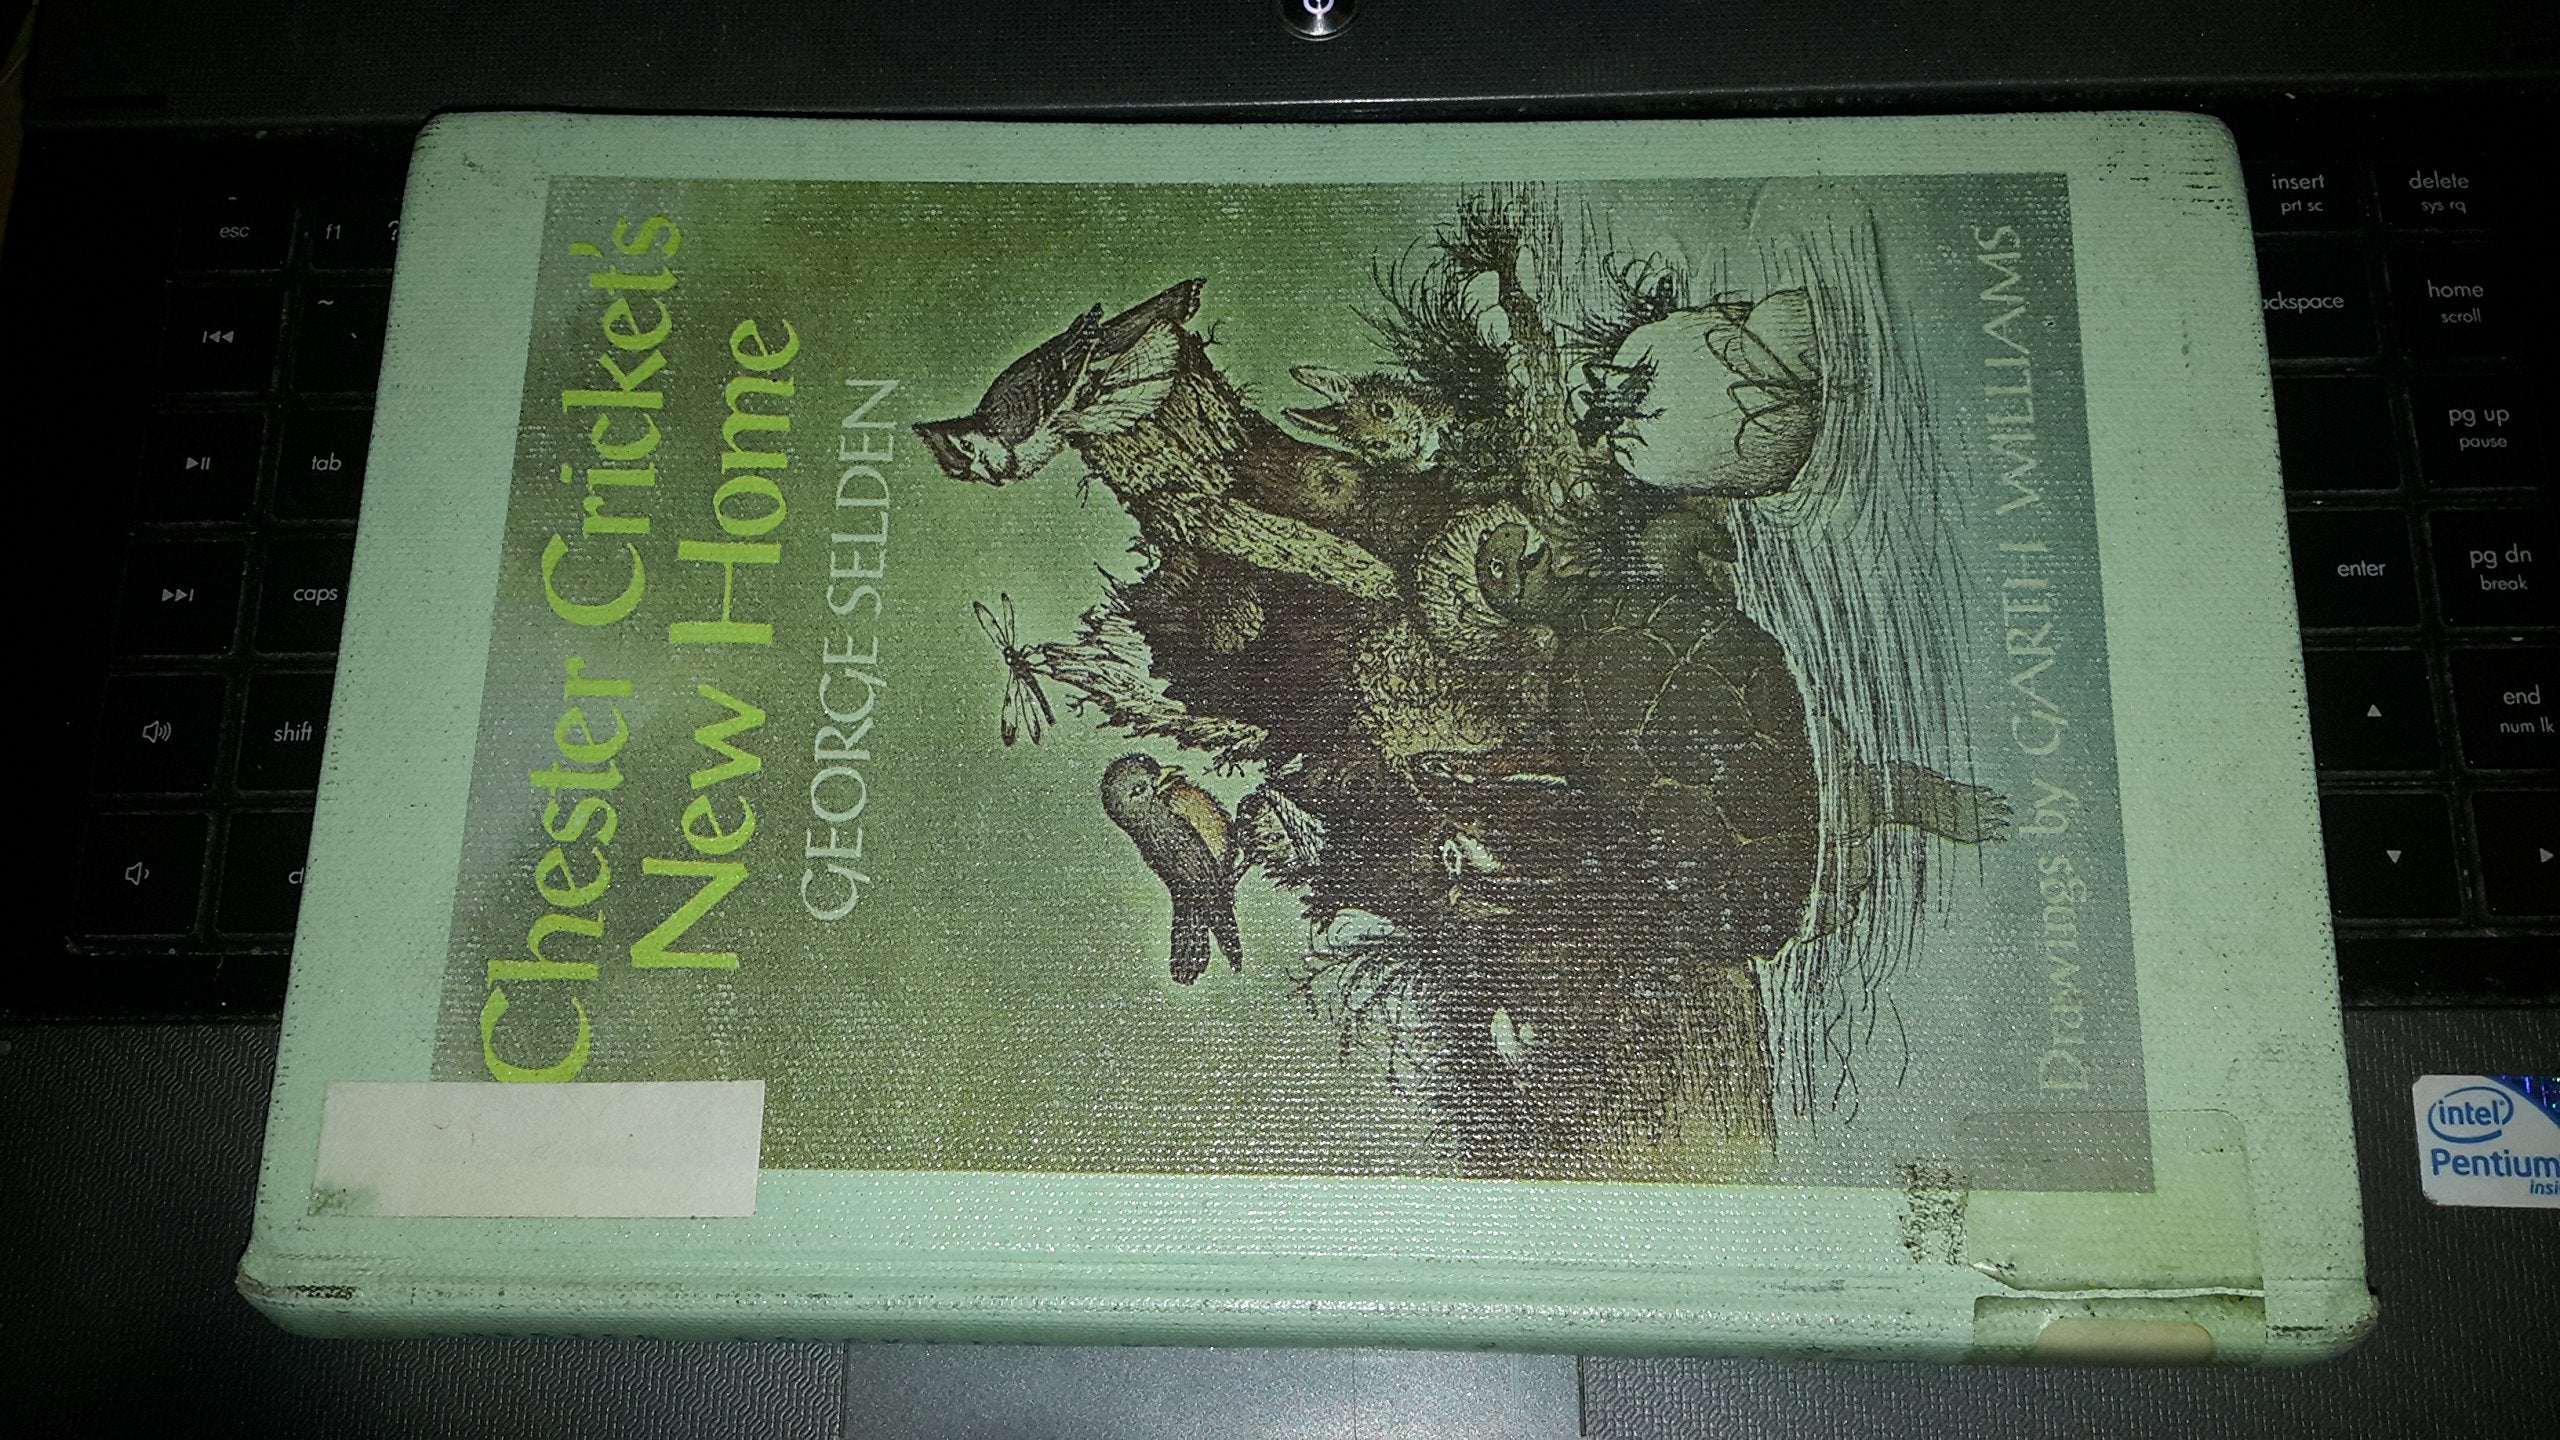 Chester Cricket's
New Home
GEORGE SELDEN
Drawings by GARTH WILLIAMS
esc
f1
?
~
`
tab
caps
shift
insert
prt sc
delete
sys rq
home
scroll
pg up
pause
enter
pg dn
break
end
num lk
intel
Pentium